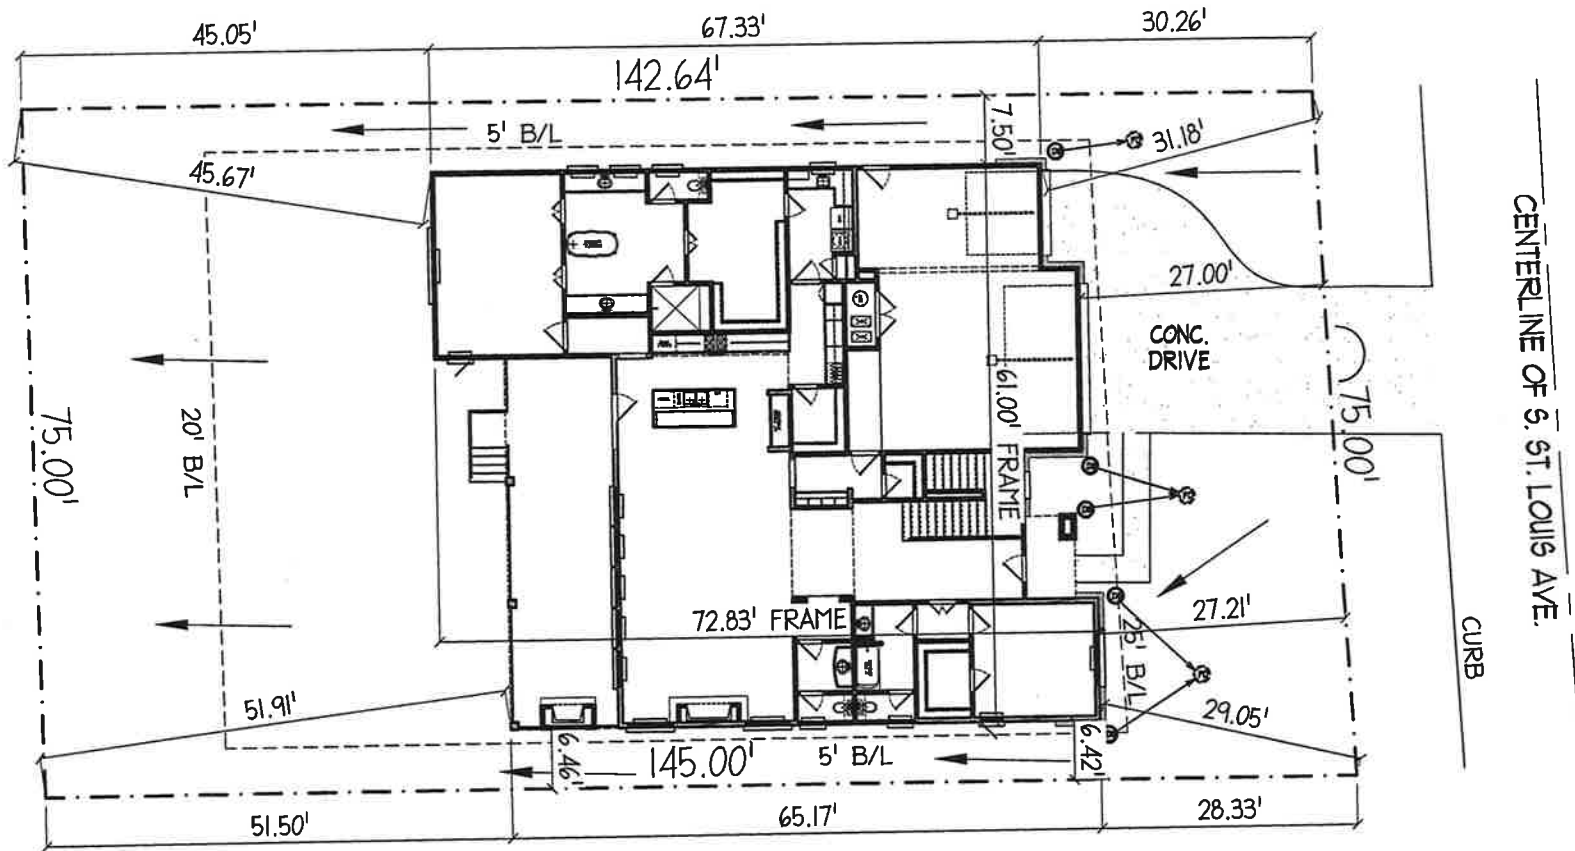 45.05'
67.33'
30.26'
142.64'
5' B/L
7.50'
31.18'
45.67'
27.00'
CONC.
DRIVE
CENTERLINE OF S. ST. LOUIS AVE.
75.00'
20' B/L
61.00' FRAME
75.00'
72.83' FRAME
27.21'
25' B/L
CURB
51.91'
29.05'
6.46'
145.00'
5' B/L
6.42'
51.50'
65.17'
28.33'